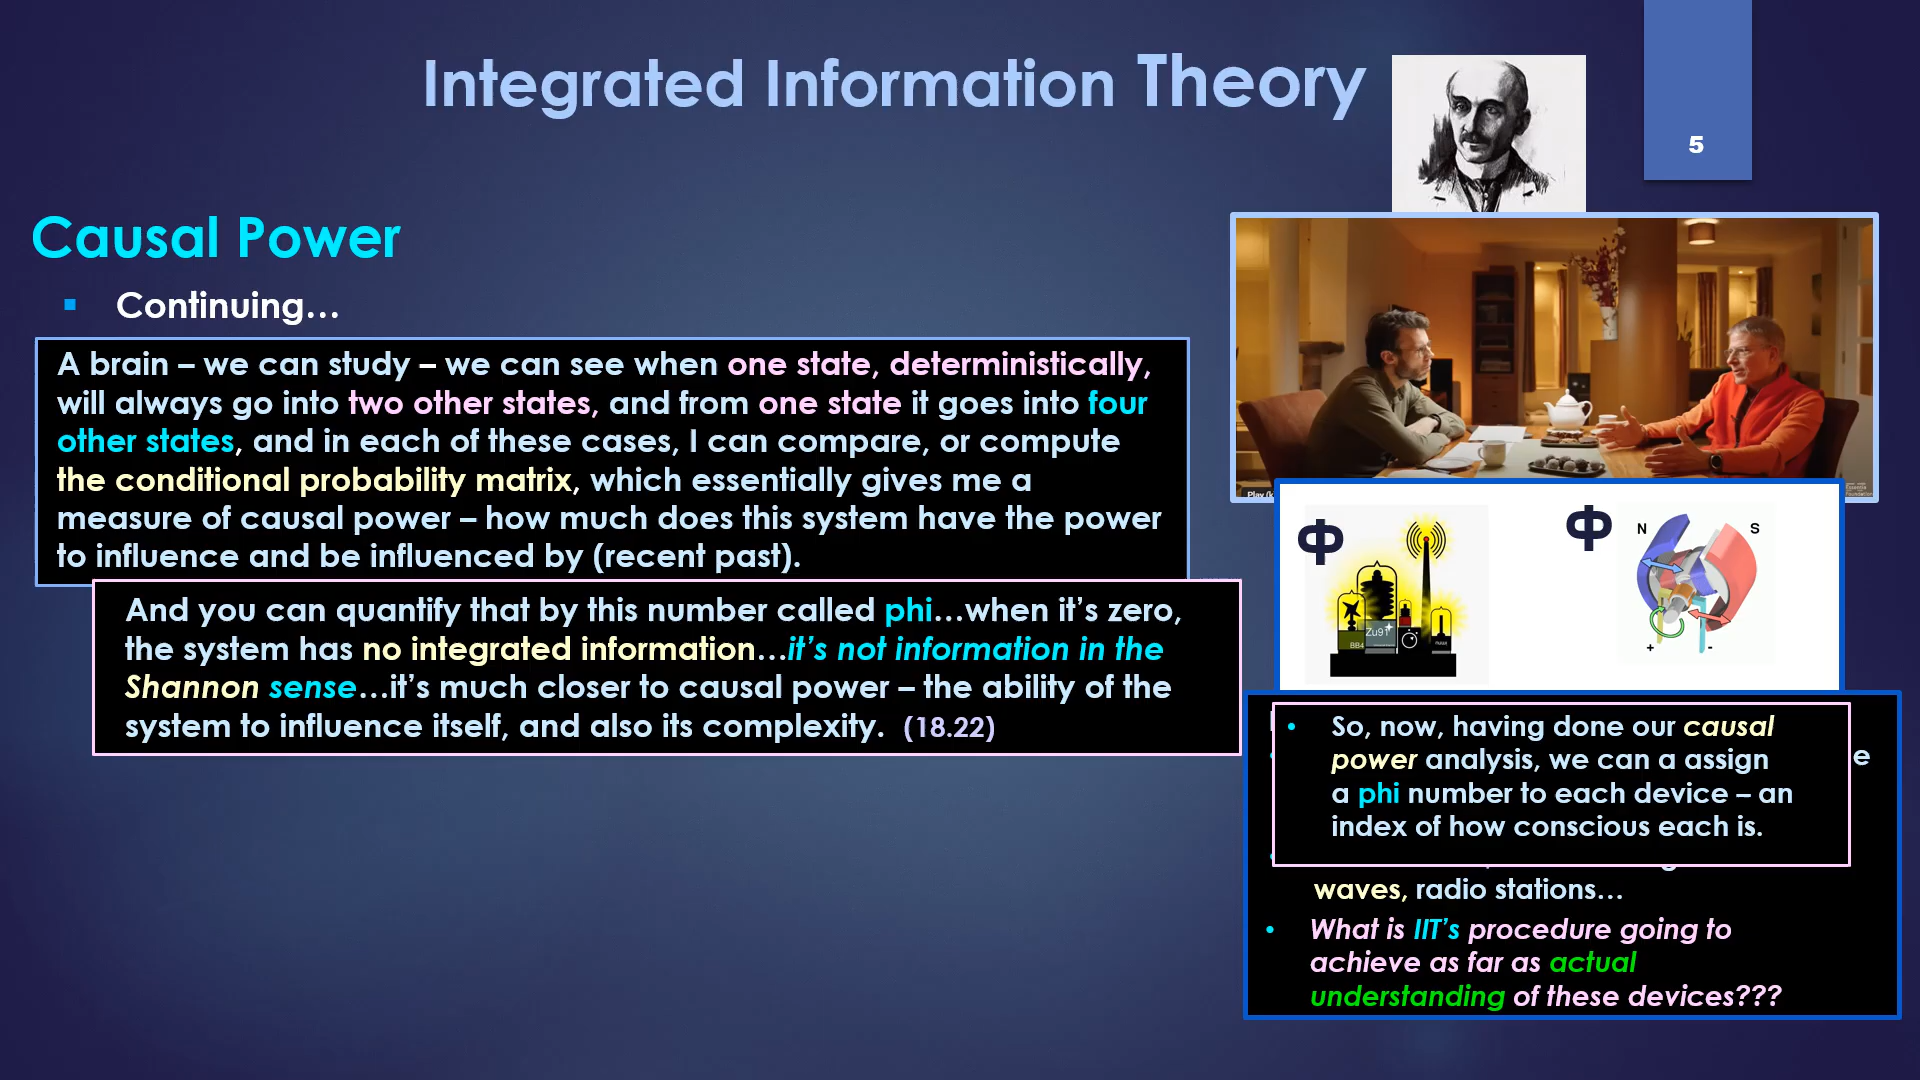 Integrated Information Theory
5
Causal Power
Continuing…
A brain – we can study – we can see when one state, deterministically,
will always go into two other states, and from one state it goes into four
other states, and in each of these cases, I can compare, or compute
the conditional probability matrix, which essentially gives me a
measure of causal power – how much does this system have the power
to influence and be influenced by (recent past).
And you can quantify that by this number called phi…when it’s zero,
the system has no integrated information…it’s not information in the
Shannon sense…it’s much closer to causal power – the ability of the
system to influence itself, and also its complexity. (18.22)
Play (k
Φ
BB4
Zu91
Φ
N
S
+
-
• So, now, having done our causal
power analysis, we can a assign
a phi number to each device – an
index of how conscious each is.
e
waves, radio stations…
• What is IIT’s procedure going to
achieve as far as actual
understanding of these devices???